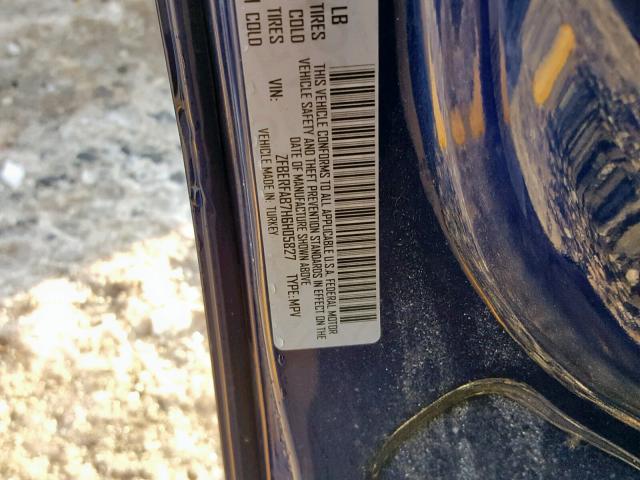 LB
TIRES COLD
TIRES COLD
THIS VEHICLE CONFORMS TO ALL APPLICABLE U.S.A. FEDERAL MOTOR
VEHICLE SAFETY AND THEFT PREVENTION STANDARDS IN EFFECT ON THE
DATE OF MANUFACTURE SHOWN ABOVE
VIN: ZFBERFAB7H6H05827 TYPE: MPV
VEHICLE MADE IN TURKEY